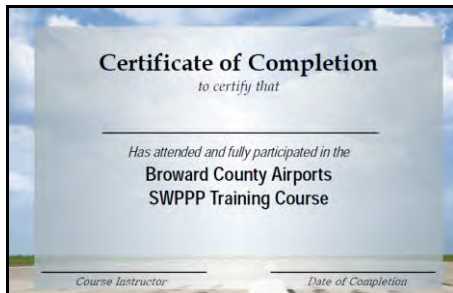 Certificate of Completion
to certify that
Has attended and fully participated in the
Broward County Airports
SWPPP Training Course
Course Instructor
Date of Completion